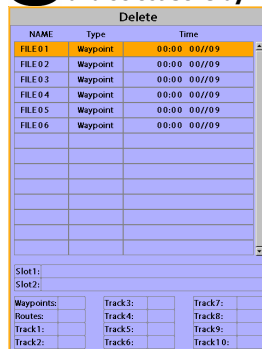 Delete
NAME Type Time
FILE01 Waypoint 00:00 00//09
FILE02 Waypoint 00:00 00//09
FILE03 Waypoint 00:00 00//09
FILE04 Waypoint 00:00 00//09
FILE05 Waypoint 00:00 00//09
FILE06 Waypoint 00:00 00//09
Slot1:
Slot2:
Waypoints: Track3: Track7:
Routes: Track4: Track8:
Track1: Track5: Track9:
Track2: Track6: Track10: